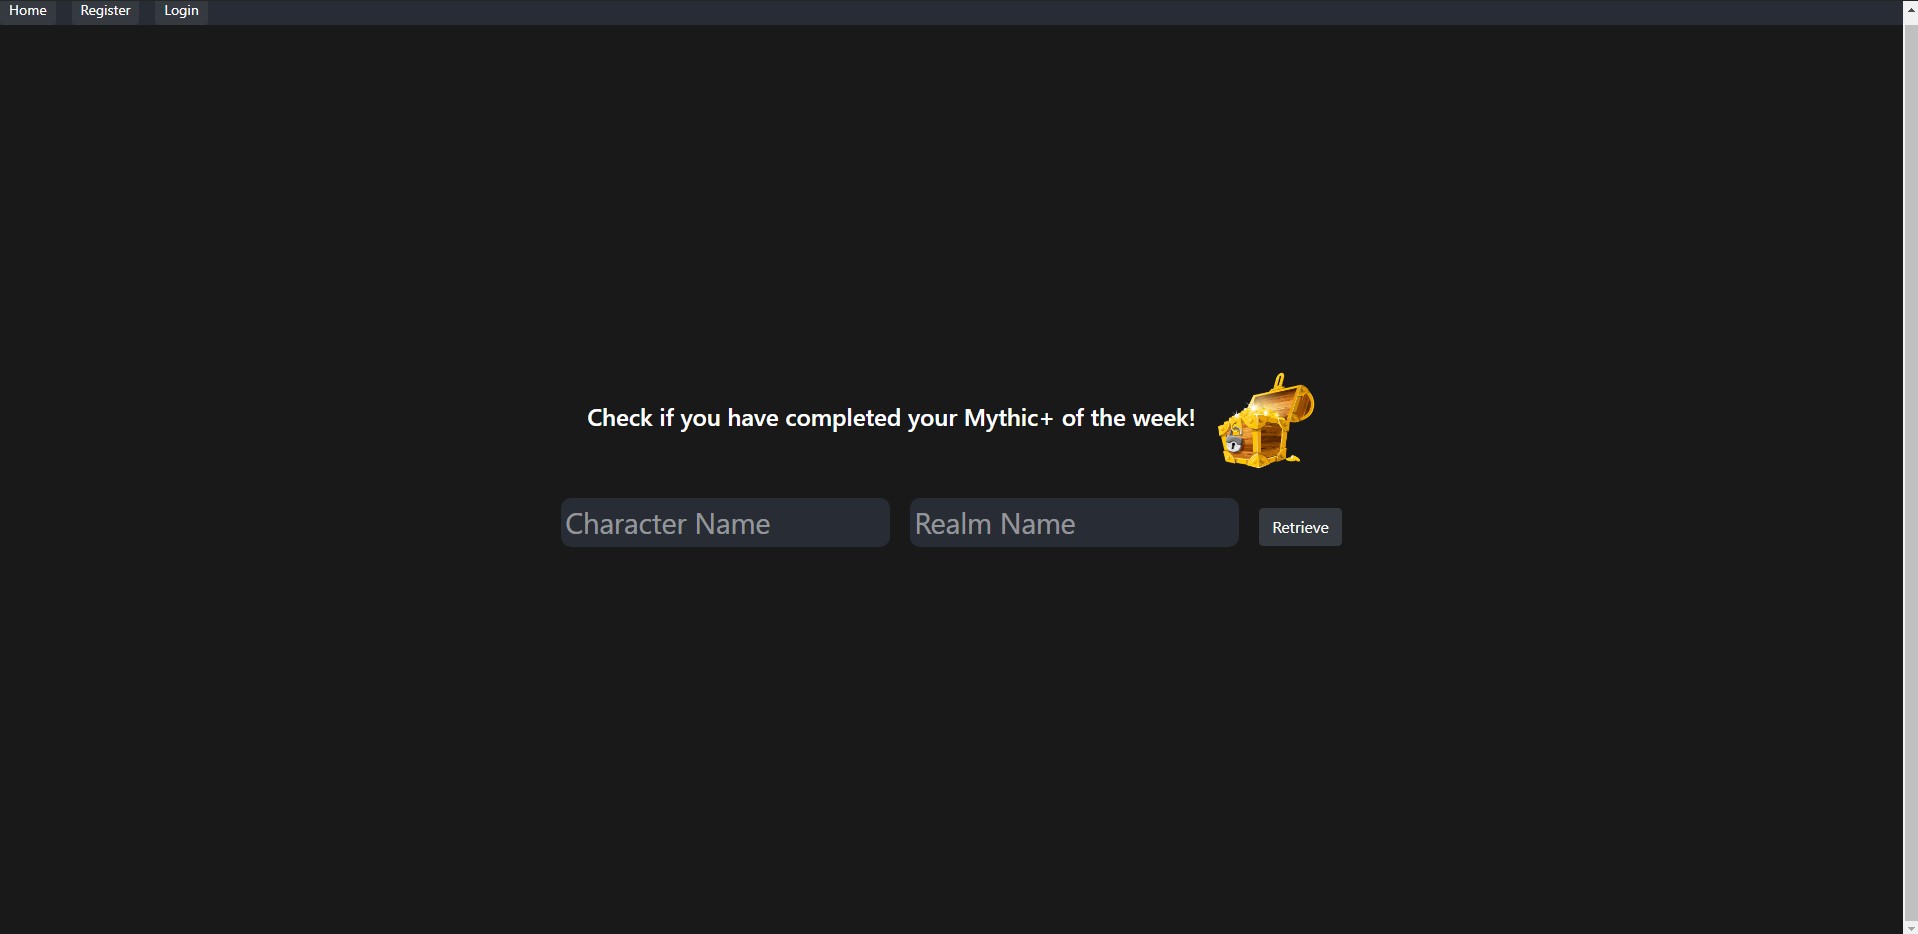 Home Register Login
Check if you have completed your Mythic+ of the week!
Character Name Realm Name Retrieve